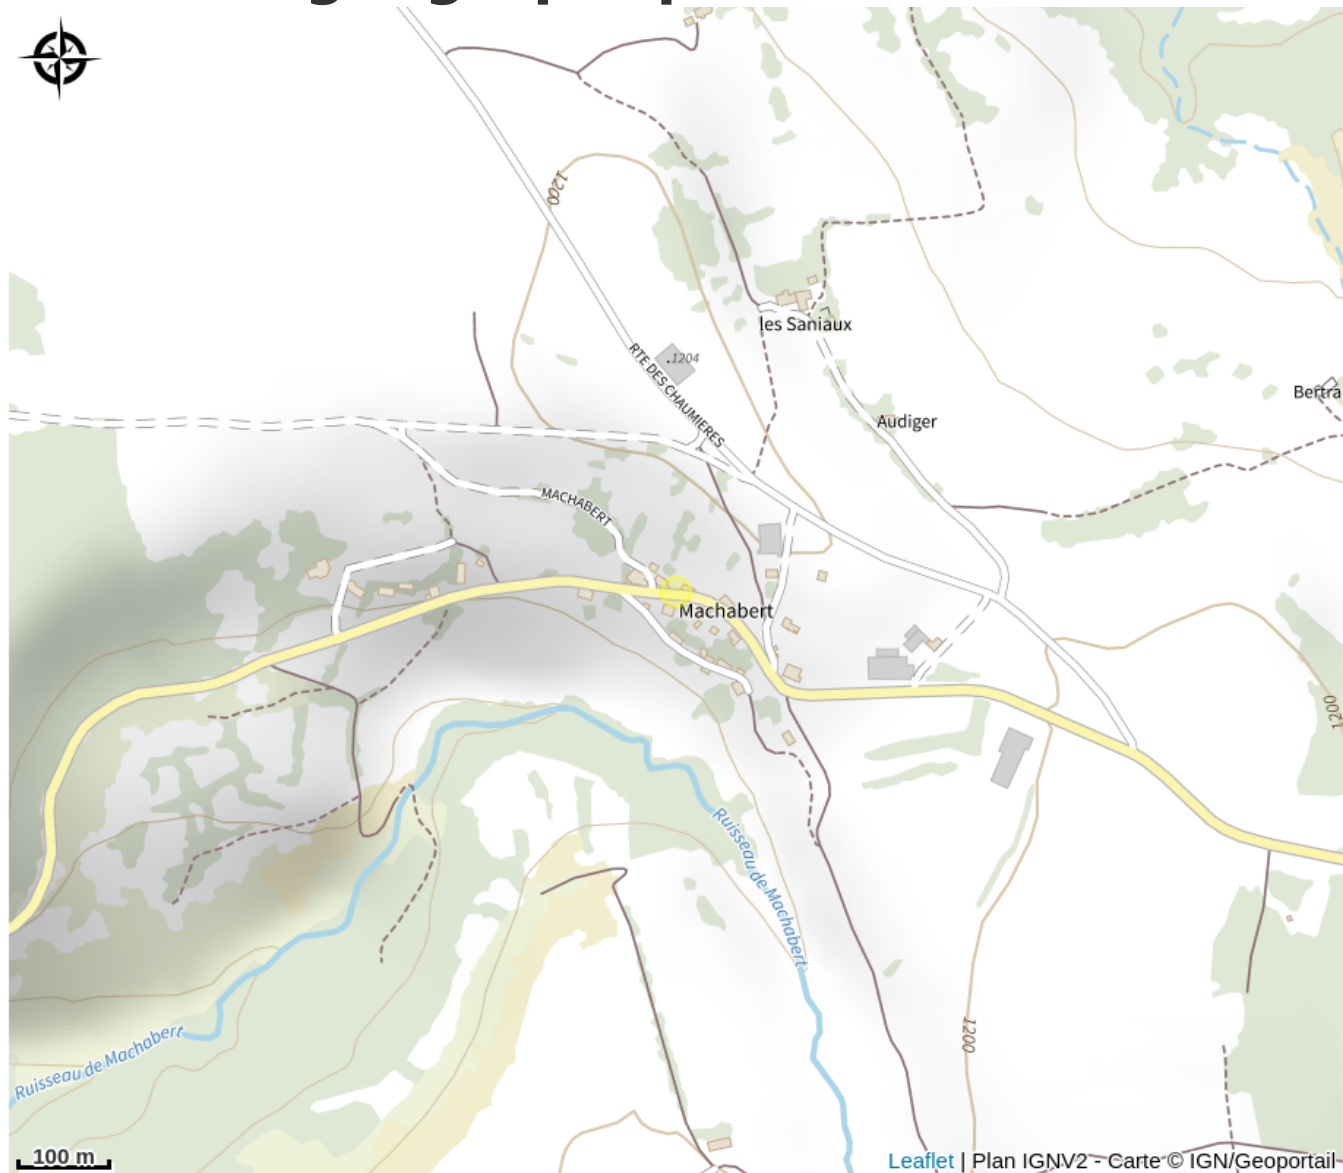 1200
les Saniaux
.1204
RTE DES CHAUMIERES
Bertra
Audiger
MACHABERT
Machabert
1200
Ruisseau de Machabert
1200
Ruisseau de Machabert
100 m
Leaflet | Plan IGNV2 - Carte © IGN/Geoportail